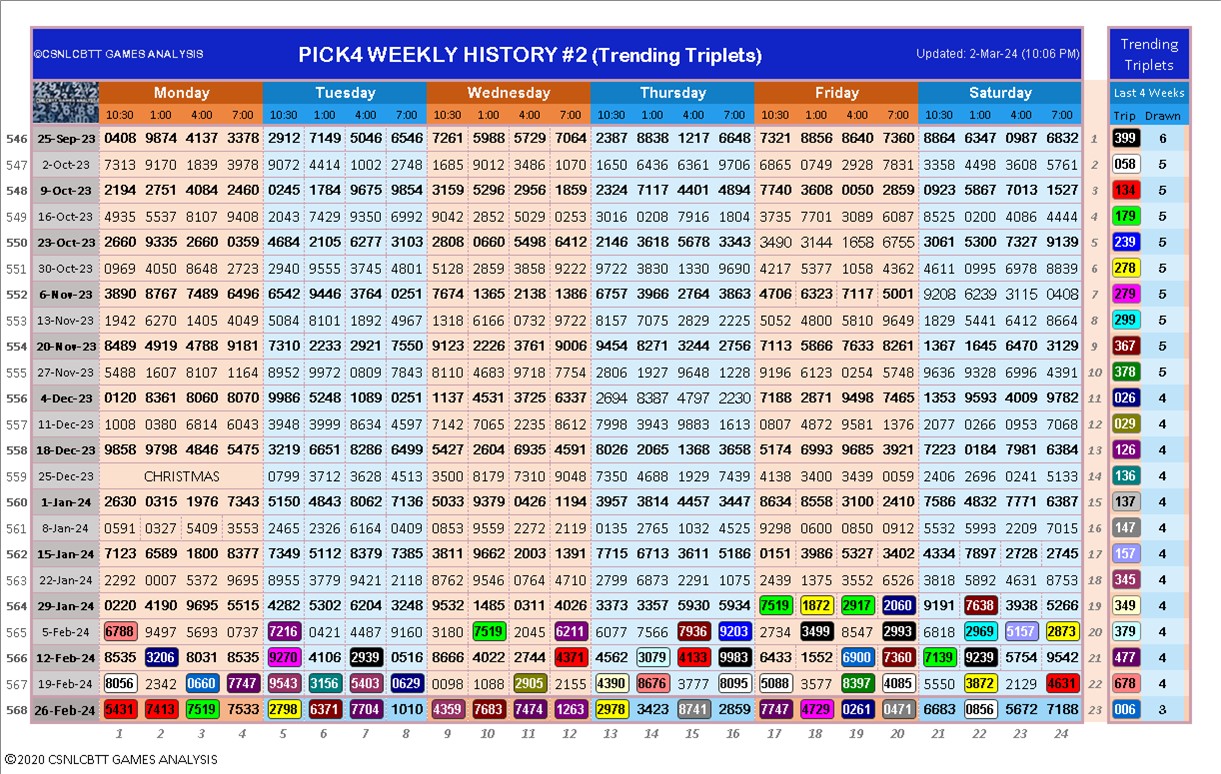 ©CSNLCBTT GAMES ANALYSIS PICK4 WEEKLY HISTORY #2 (Trending Triplets) Updated: 2-Mar-24 (10:06 PM) Trending
Triplets
Monday Tuesday Wednesday Thursday Friday Saturday Last 4 Weeks
10:30 1:00 4:00 7:00 10:30 1:00 4:00 7:00 10:30 1:00 4:00 7:00 10:30 1:00 4:00 7:00 10:30 1:00 4:00 7:00 10:30 1:00 4:00 7:00 Trip Drawn
546 25-Sep-23 0408 9874 4137 3378 2912 7149 5046 6546 7261 5988 5729 7064 2387 8838 1217 6648 7321 8856 8640 7360 8864 6347 0987 6832 1 399 6
547 2-Oct-23 7313 9170 1839 3978 9072 4414 1002 2748 1685 9012 3486 1070 1650 6436 6361 9706 6865 0749 2928 7831 3358 4498 3608 5761 2 058 5
548 9-Oct-23 2194 2751 4084 2460 0245 1784 9675 9854 3159 5296 2956 1859 2324 7117 4401 4894 7740 3608 0050 2859 0923 5867 7013 1527 3 134 5
549 16-Oct-23 4935 5537 8107 9408 2043 7429 9350 6992 9042 2852 5029 0253 3016 0208 7916 1804 3735 7701 3089 6087 8525 0200 4086 4444 4 179 5
550 23-Oct-23 2660 9335 2660 0359 4684 2105 6277 3103 2808 0660 5498 6412 2146 3618 5678 3343 3490 3144 1658 6755 3061 5300 7327 9139 5 239 5
551 30-Oct-23 0969 4050 8648 2723 2940 9555 3745 4801 5128 2859 3858 9222 9722 3830 1330 9690 4217 5377 1058 4362 4611 0995 6978 8839 6 278 5
552 6-Nov-23 3890 8767 7489 6496 6542 9446 3764 0251 7674 1365 2138 1386 6757 3966 2764 3863 4706 6323 7117 5001 9208 6239 3115 0408 7 279 5
553 13-Nov-23 1942 6270 1405 4049 5084 8101 1892 4967 1318 6166 0732 9722 8157 7075 2829 2225 5052 4800 5810 9649 1829 5441 6412 8664 8 299 5
554 20-Nov-23 8489 4919 4788 9181 7310 2233 2921 7550 9123 2226 3761 9006 9454 8271 3244 2756 7113 5866 7633 8261 1367 1645 6470 3129 9 367 5
555 27-Nov-23 5488 1607 8107 1164 8952 9972 0809 7843 8110 4683 9718 7754 2806 1927 9648 1228 9196 6123 0254 5748 9636 9328 6996 4391 10 378 5
556 4-Dec-23 0120 8361 8060 8070 9986 5248 1089 0251 1137 4531 3725 6337 2694 8387 4797 2230 7188 2871 9498 7465 1353 9593 4009 9782 11 026 4
557 11-Dec-23 1008 0380 6814 6043 3948 3999 8634 4597 7142 7065 2235 8612 7998 3943 9883 1613 0807 4872 9581 1376 2077 0266 0953 7068 12 029 4
558 18-Dec-23 9858 9798 4846 5475 3219 6651 8286 6499 5427 2604 6935 4591 8026 2065 1368 3658 5174 6993 9685 3921 7223 0184 7981 6384 13 126 4
559 25-Dec-23 CHRISTMAS 0799 3712 3628 4513 3500 8179 7310 9048 7350 4688 1929 7439 4138 3400 3439 0059 2406 2696 0241 5133 14 136 4
560 1-Jan-24 2630 0315 1976 7343 5150 4843 8062 7136 5033 9379 0426 1194 3957 3814 4457 3447 8634 8558 3100 2410 7586 4832 7771 6387 15 137 4
561 8-Jan-24 0591 0327 5409 3553 2465 2326 6164 0409 0853 9559 2272 2119 0135 2765 1032 4525 9298 0600 0850 0912 5532 5993 2209 7015 16 147 4
562 15-Jan-24 7123 6589 1800 8377 7349 5112 8379 7385 3811 9662 2003 1391 7715 6713 3611 5186 0151 3986 5327 3402 4334 7897 2728 2745 17 157 4
563 22-Jan-24 2292 0007 5372 9695 8955 3779 9421 2118 8762 9546 0764 4710 2799 6873 2291 1075 2439 1375 3552 6526 3818 5892 4631 8753 18 345 4
564 29-Jan-24 0220 4190 9696 5515 4282 5302 6204 3248 9532 1485 0311 4026 3373 3357 5930 5934 7519 1872 2917 2060 9191 7638 3938 5266 19 349 4
565 5-Feb-24 6788 9497 5693 0737 7216 0421 4487 9160 3180 7519 2045 6211 6077 7566 7936 9203 2734 3499 8547 2993 6818 2969 5157 2873 20 379 4
566 12-Feb-24 8535 3206 8031 8535 9270 4106 2939 0516 8666 4022 2744 4371 4562 3079 4133 9983 6433 1552 6900 7360 7139 9239 5754 9542 21 477 4
567 19-Feb-24 8056 2342 0660 7747 9543 3156 5403 0629 0098 1088 2905 2155 4390 8676 3777 8095 5088 3577 8397 4085 5550 3872 2129 4631 22 678 4
568 26-Feb-24 5431 7413 7519 7533 2798 6371 7704 1010 4359 7683 7474 1263 2978 3423 8741 2859 7747 4729 0261 0471 6683 0856 5672 7188 23 006 3
1 2 3 4 5 6 7 8 9 10 11 12 13 14 15 16 17 18 19 20 21 22 23 24
©2020 CSNLCBTT GAMES ANALYSIS